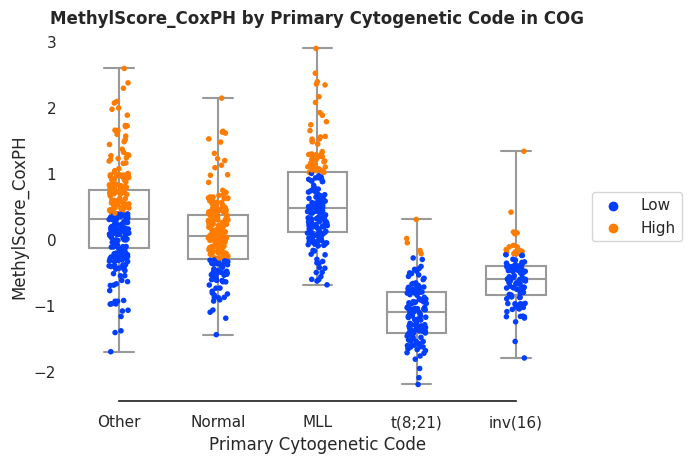 MethylScore_CoxPH by Primary Cytogenetic Code in COG
3
2
1
0
−1
−2
MethylScore_CoxPH
Low
High
Other Normal MLL t(8;21) inv(16)
Primary Cytogenetic Code